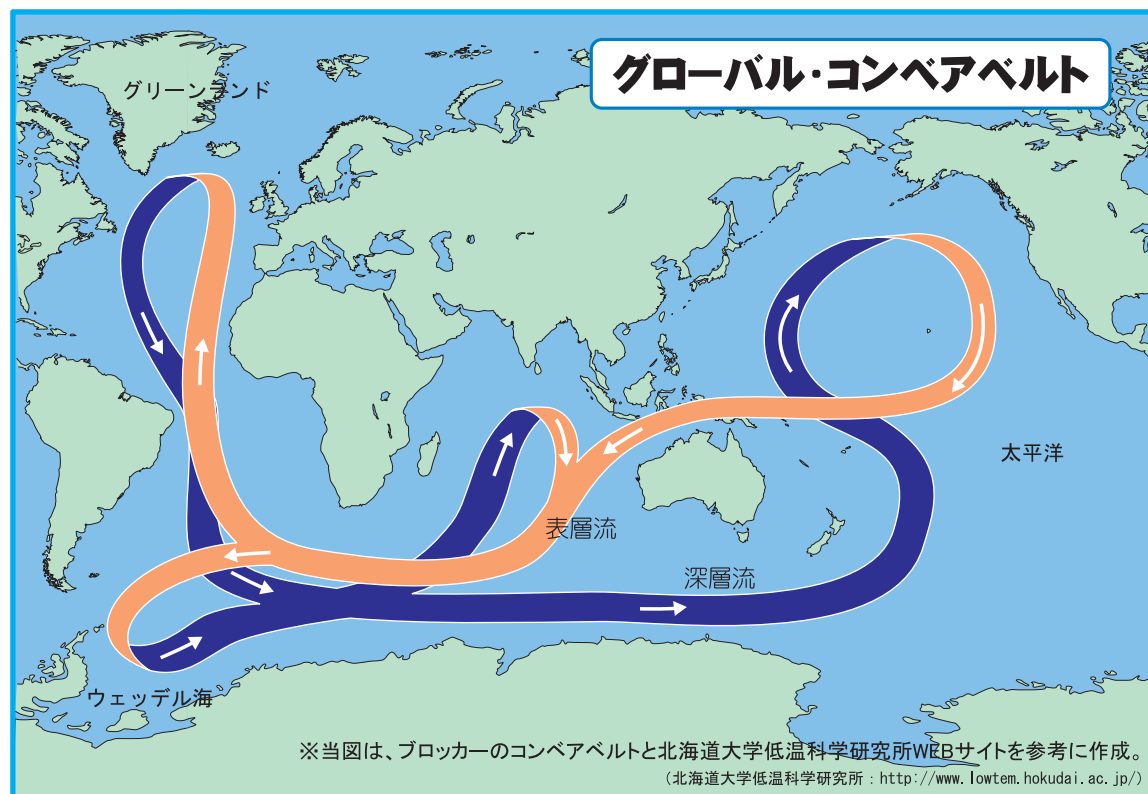 グローバル・コンベアベルト
グリーンランド
太平洋
表層流
深層流
ウェッデル海
※当図は、ブロッカーのコンベアベルトと北海道大学低温科学研究所WEBサイトを参考に作成。
（北海道大学低温科学研究所：http://www.lowtem.hokudai.ac.jp/）